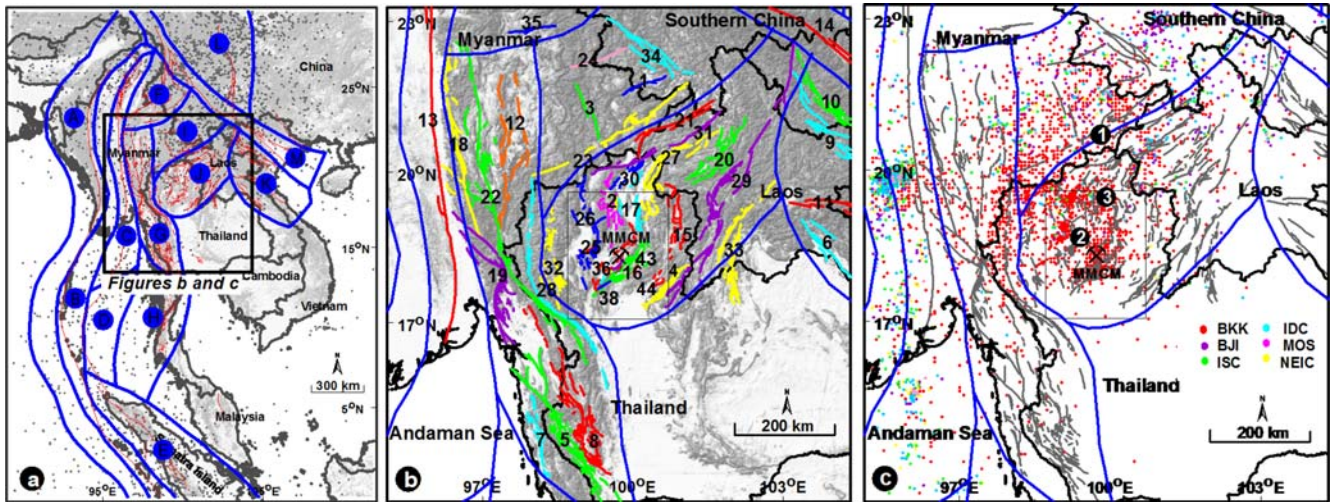 China
25°N
A
F
L
Myanmar
I
Laos
J
M
K
15°N
C
G
Thailand
Cambodia
Figures b and c
Vietnam
B
D
H
N
300 km
5°N
Malaysia
E
95°E
a
23°N
35
Southern China
14
Myanmar
2
34
3
10
13
18
12
21
31
9
23
27
20
20°N
30
29
22
2
17
Laos
26
11
MMCM
15
6
25
43
33
19
32
36
16
4
28
38
44
17°N
Thailand
N
200 km
Andaman Sea
7
5
8
b
97°E
100°E
103°E
23°N
Southern China
Myanmar
1
20°N
3
Laos
2
MMCM
17°N
BKK
IDC
BJI
MOS
ISC
NEIC
Thailand
N
200 km
Andaman Sea
c
97°E
100°E
103°E